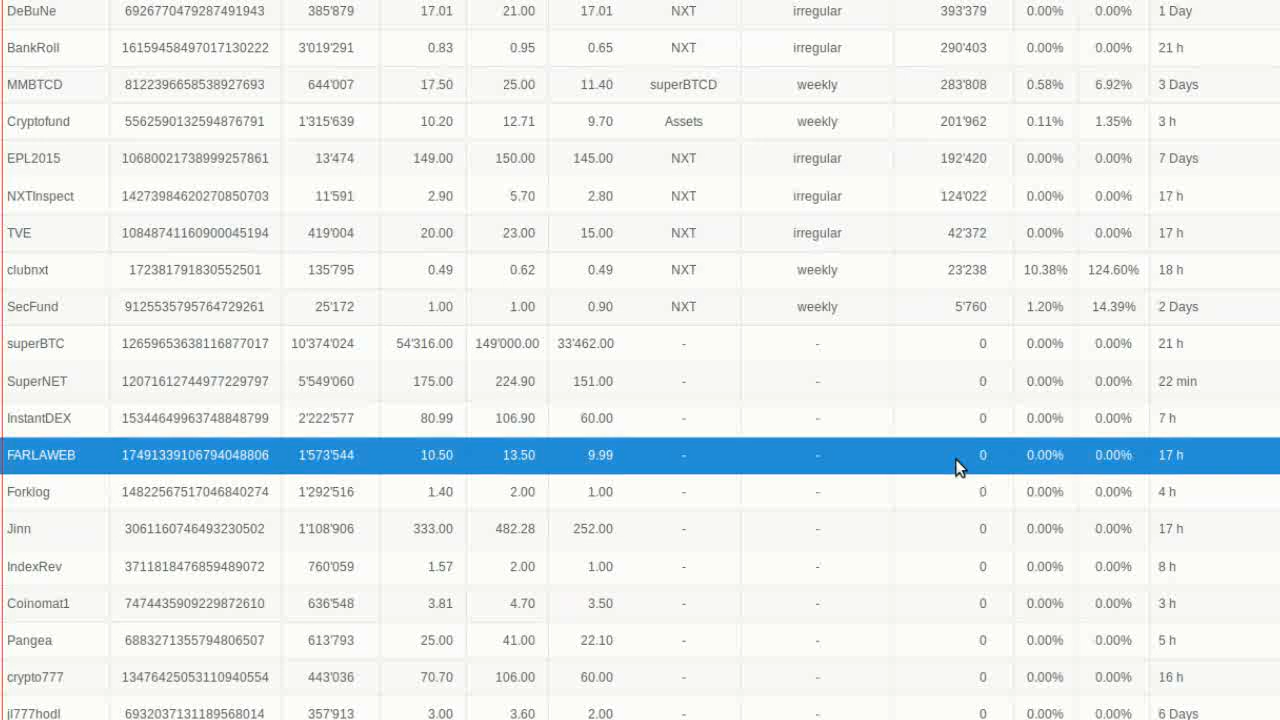 DeBuNe 6926770479287491943 385'879 17.01 21.00 17.01 NXT irregular 393'379 0.00% 0.00% 1 Day
BankRoll 16159458497017130222 3'019'291 0.83 0.95 0.65 NXT irregular 290'403 0.00% 0.00% 21 h
MMBTCD 8122396658538927693 644'007 17.50 25.00 11.40 superBTCD weekly 283'808 0.58% 6.92% 3 Days
Cryptofund 5562590132594876791 1'315'639 10.20 12.71 9.70 Assets weekly 201'962 0.11% 1.35% 3 h
EPL2015 10680021738999257861 13'474 149.00 150.00 145.00 NXT irregular 192'420 0.00% 0.00% 7 Days
NXTInspect 14273984620270850703 11'591 2.90 5.70 2.80 NXT irregular 124'022 0.00% 0.00% 17 h
TVE 10848741160900045194 419'004 20.00 23.00 15.00 NXT irregular 42'372 0.00% 0.00% 17 h
clubnxt 172381791830552501 135'795 0.49 0.62 0.49 NXT weekly 23'238 10.38% 124.60% 18 h
SecFund 9125535795764729261 25'172 1.00 1.00 0.90 NXT weekly 5'760 1.20% 14.39% 2 Days
superBTC 12659653638116877017 10'374'024 54'316.00 149'000.00 33'462.00 - - 0 0.00% 0.00% 21 h
SuperNET 12071612744977229797 5'549'060 175.00 224.90 151.00 - - 0 0.00% 0.00% 22 min
InstantDEX 15344649963748848799 2'222'577 80.99 106.90 60.00 - - 0 0.00% 0.00% 7 h
FARLAWEB 17491339106794048806 1'573'544 10.50 13.50 9.99 - - 0 0.00% 0.00% 17 h
Forklog 14822567517046840274 1'292'516 1.40 2.00 1.00 - - 0 0.00% 0.00% 4 h
Jinn 3061160746493230502 1'108'906 333.00 482.28 252.00 - - 0 0.00% 0.00% 17 h
IndexRev 3711818476859489072 760'059 1.57 2.00 1.00 - - 0 0.00% 0.00% 8 h
Coinomat1 7474435909229872610 636'548 3.81 4.70 3.50 - - 0 0.00% 0.00% 3 h
Pangea 6883271355794806507 613'793 25.00 41.00 22.10 - - 0 0.00% 0.00% 5 h
crypto777 13476425053110940554 443'036 70.70 106.00 60.00 - - 0 0.00% 0.00% 16 h
jl777hodl 6932037131189568014 357'913 3.00 3.60 2.00 - - 0 0.00% 0.00% 6 Days